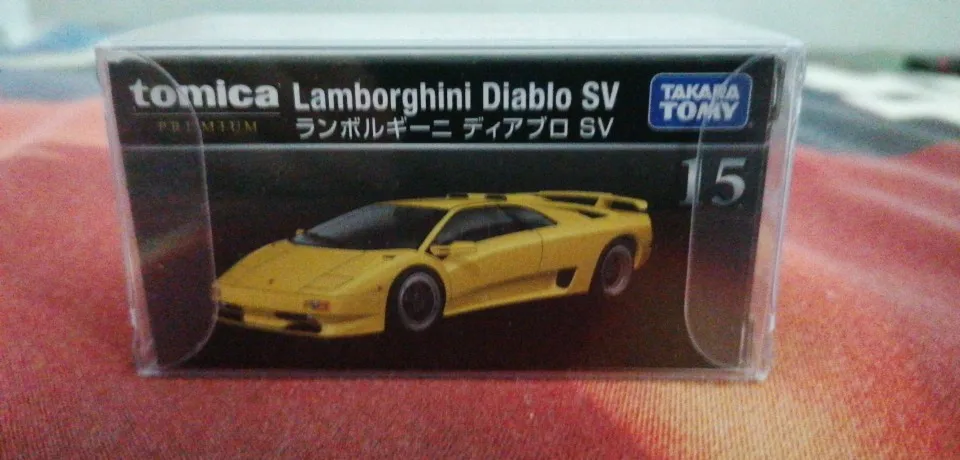 tomica
PREMIUM
Lamborghini Diablo SV
ランボルギーニ ディアブロ SV
TAKARA
TOMY
15